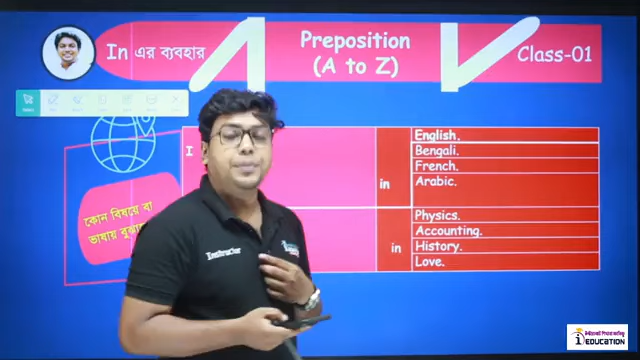 In এর ব্যবহার
Preposition
(A to Z)
Class-01
I
in
English.
Bengali.
French.
Arabic.
কোন বিষয়ে বা
ভাষায়
in
Physics.
Accounting.
History.
Love.
Instructor
EDUCATION